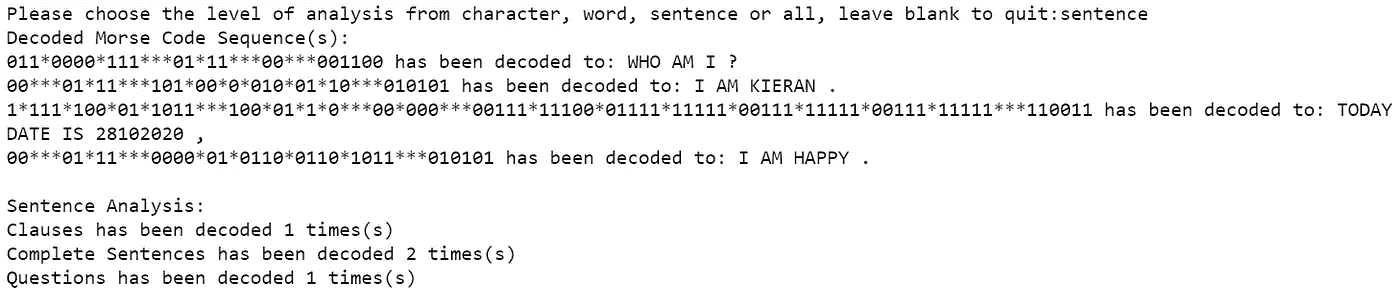 Please choose the level of analysis from character, word, sentence or all, leave blank to quit:sentence
Decoded Morse Code Sequence(s):
011*0000*111***01*11***00***001100 has been decoded to: WHO AM I ?
00***01*11***101*00*0*010*01*10***010101 has been decoded to: I AM KIERAN .
1*111*100*01*1011***100*01*1*0***00*000***00111*11100*01111*11111*00111*11111*00111*11111***110011 has been decoded to: TODAY
DATE IS 28102020 ,
00***01*11***0000*01*0110*0110*1011***010101 has been decoded to: I AM HAPPY .
Sentence Analysis:
Clauses has been decoded 1 times(s)
Complete Sentences has been decoded 2 times(s)
Questions has been decoded 1 times(s)